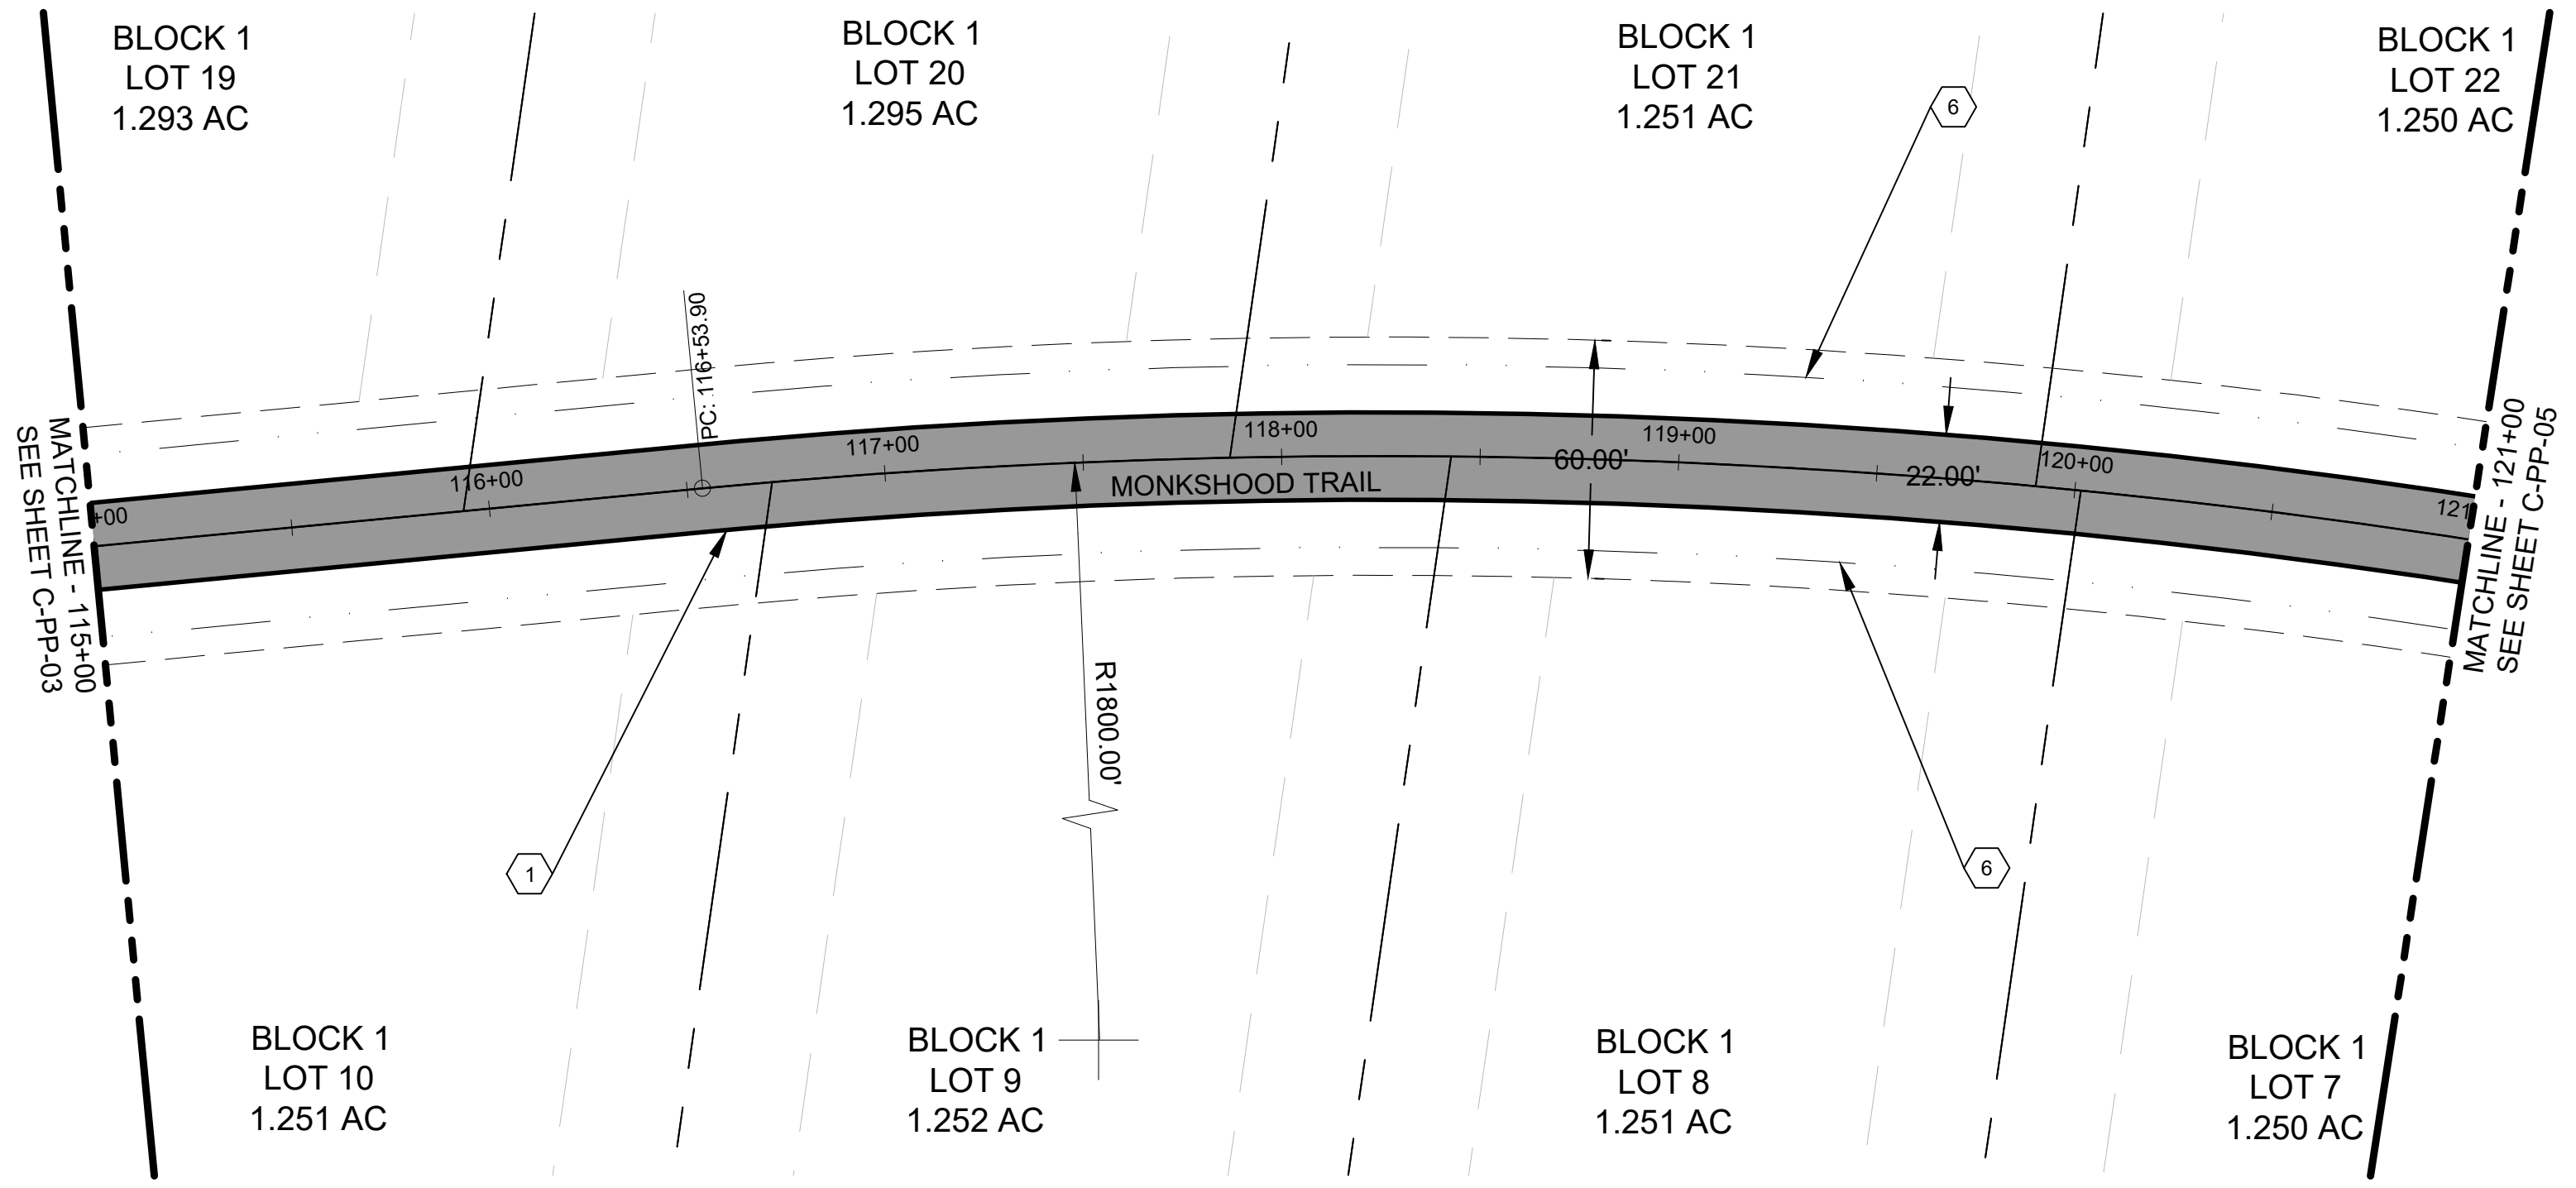 BLOCK 1
LOT 19
1.293 AC
BLOCK 1
LOT 20
1.295 AC
BLOCK 1
LOT 21
1.251 AC
BLOCK 1
LOT 22
1.250 AC
6
PC: 116+53.90
MATCHLINE - 115+00
SEE SHEET C-PP-03
+00
116+00
117+00
118+00
119+00
120+00
121
MONKSHOOD TRAIL
60.00'
22.00'
MATCHLINE - 121+00
SEE SHEET C-PP-05
R1800.00'
1
6
BLOCK 1
LOT 10
1.251 AC
BLOCK 1
LOT 9
1.252 AC
BLOCK 1
LOT 8
1.251 AC
BLOCK 1
LOT 7
1.250 AC